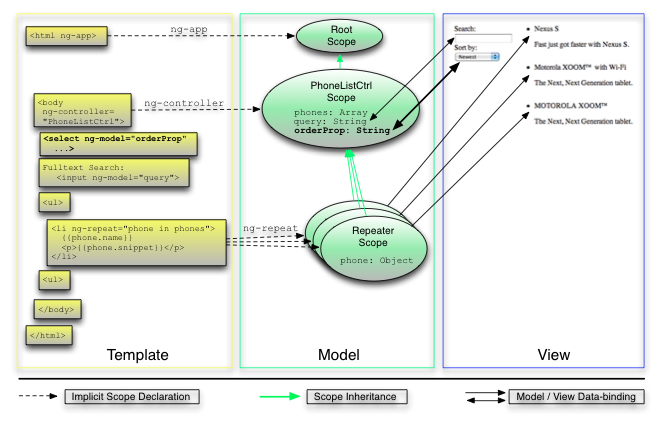 <html ng-app>
ng-app
Root
Scope
<body
ng-controller=
"PhoneListCtrl">
ng-controller
PhoneListCtrl
Scope
phones: Array
query: String
orderProp: String
<select ng-model="orderProp"
...>
Fulltext Search:
<input ng-model="query">
<ul>
<li ng-repeat="phone in phones">
{{phone.name}}
<p>{{phone.snippet}}</p>
</li>
ng-repeat
Repeater
Scope
phone: Object
<ul>
</body>
</html>
Search:
Sort by:
Newest
Nexus S
Fast just got faster with Nexus S.
Motorola XOOM™ with Wi-Fi
The Next, Next Generation tablet.
MOTOROLA XOOM™
The Next, Next Generation tablet.
Template
Model
View
Implicit Scope Declaration
Scope Inheritance
Model / View Data-binding